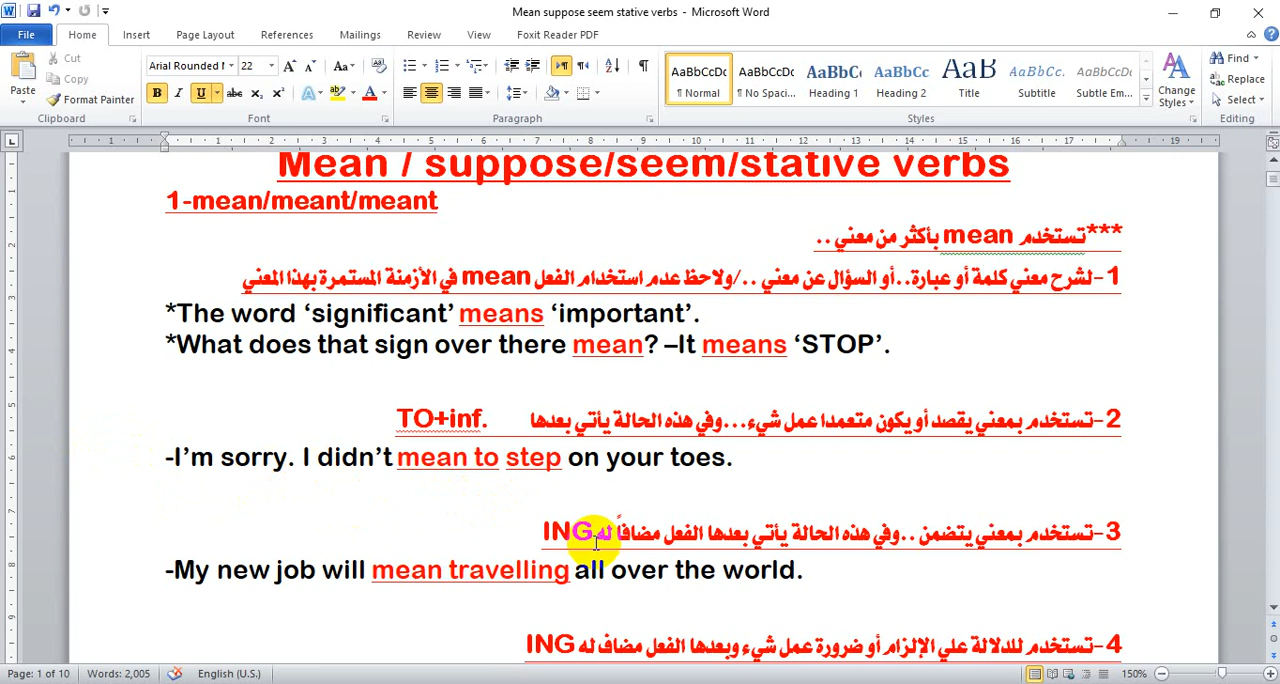 Mean suppose seem stative verbs - Microsoft Word
File Home Insert Page Layout References Mailings Review View Foxit Reader PDF
Paste
Cut
Copy
Format Painter
Clipboard
Arial Rounded 22
Font
Paragraph
AaBbCcDc AaBbCcDc AaBbC AaBbCc AaB AaBbCc. AaBbCcDc
¶ Normal ¶ No Spaci... Heading 1 Heading 2 Title Subtitle Subtle Em...
Styles
Change Styles
Find
Replace
Select
Editing
Mean / suppose/seem/stative verbs
1-mean/meant/meant
***تستخدم mean بأكثر من معني ..
1-لشرح معني كلمة أو عبارة..أو السؤال عن معني ../ولاحظ عدم استخدام الفعل mean في الأزمنة المستمرة بهذا المعني
*The word ‘significant’ means ‘important’.
*What does that sign over there mean? –It means ‘STOP’.
2-تستخدم بمعني يقصد أو يكون متعمدا عمل شيء...وفي هذه الحالة يأتي بعدها TO+inf.
-I’m sorry. I didn’t mean to step on your toes.
3-تستخدم بمعني يتضمن ..وفي هذه الحالة يأتي بعدها الفعل مضافاً له ING
-My new job will mean travelling all over the world.
4-تستخدم للدلالة علي الإلزام أو ضرورة عمل شيء وبعدها الفعل مضاف له ING
Page: 1 of 10 Words: 2,005 English (U.S.) 150%